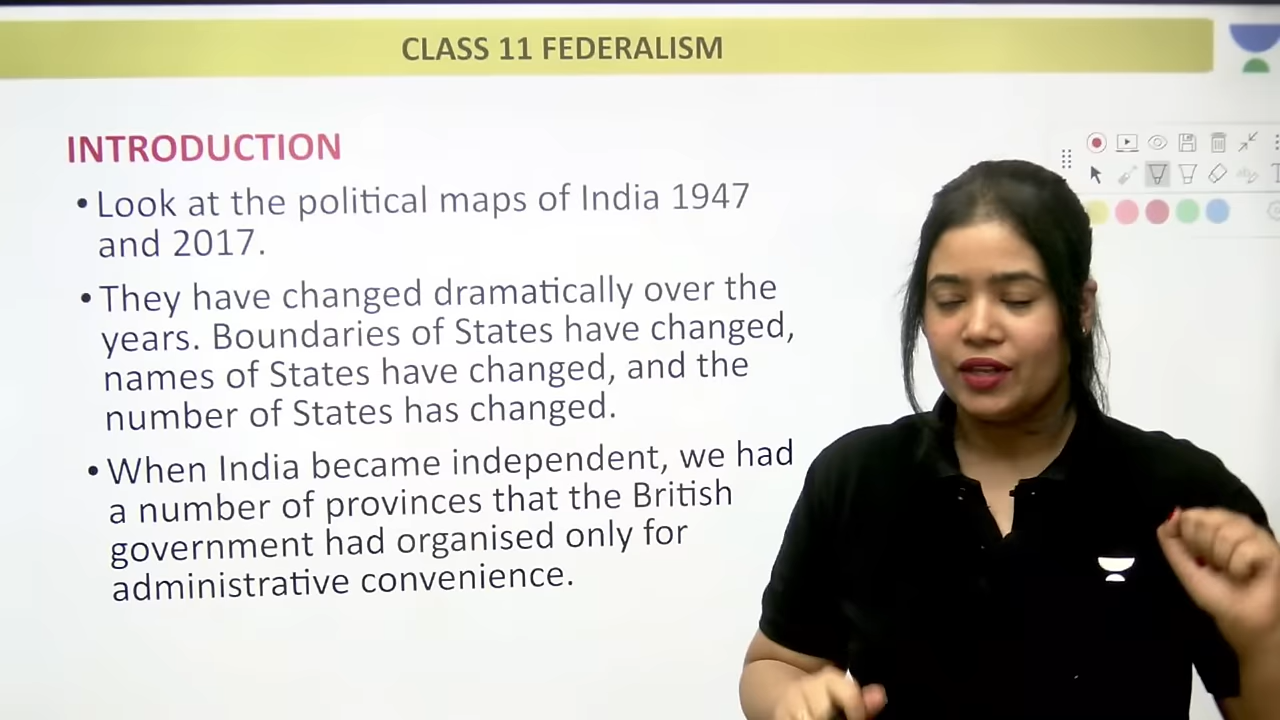 CLASS 11 FEDERALISM
INTRODUCTION
• Look at the political maps of India 1947
and 2017.
• They have changed dramatically over the
years. Boundaries of States have changed,
names of States have changed, and the
number of States has changed.
• When India became independent, we had
a number of provinces that the British
government had organised only for
administrative convenience.